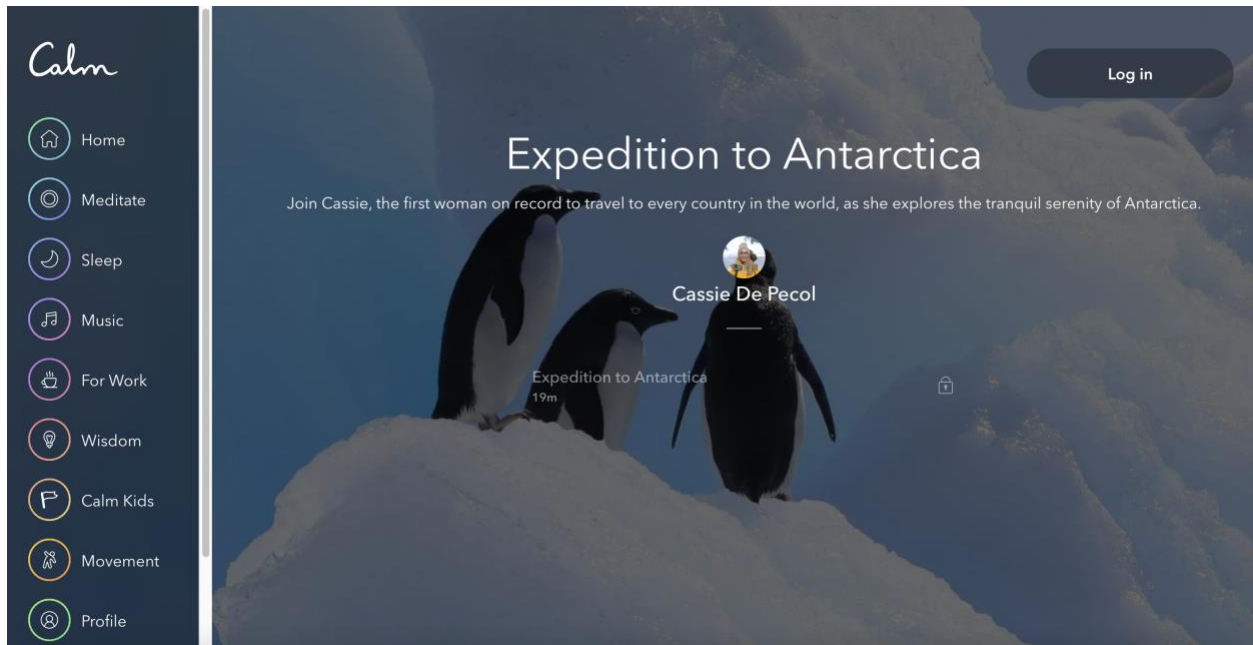 Calm
Home
Meditate
Sleep
Music
For Work
Wisdom
Calm Kids
Movement
Profile
Log in
Expedition to Antarctica
Join Cassie, the first woman on record to travel to every country in the world, as she explores the tranquil serenity of Antarctica.
Cassie De Pecol
Expedition to Antarctica
19m